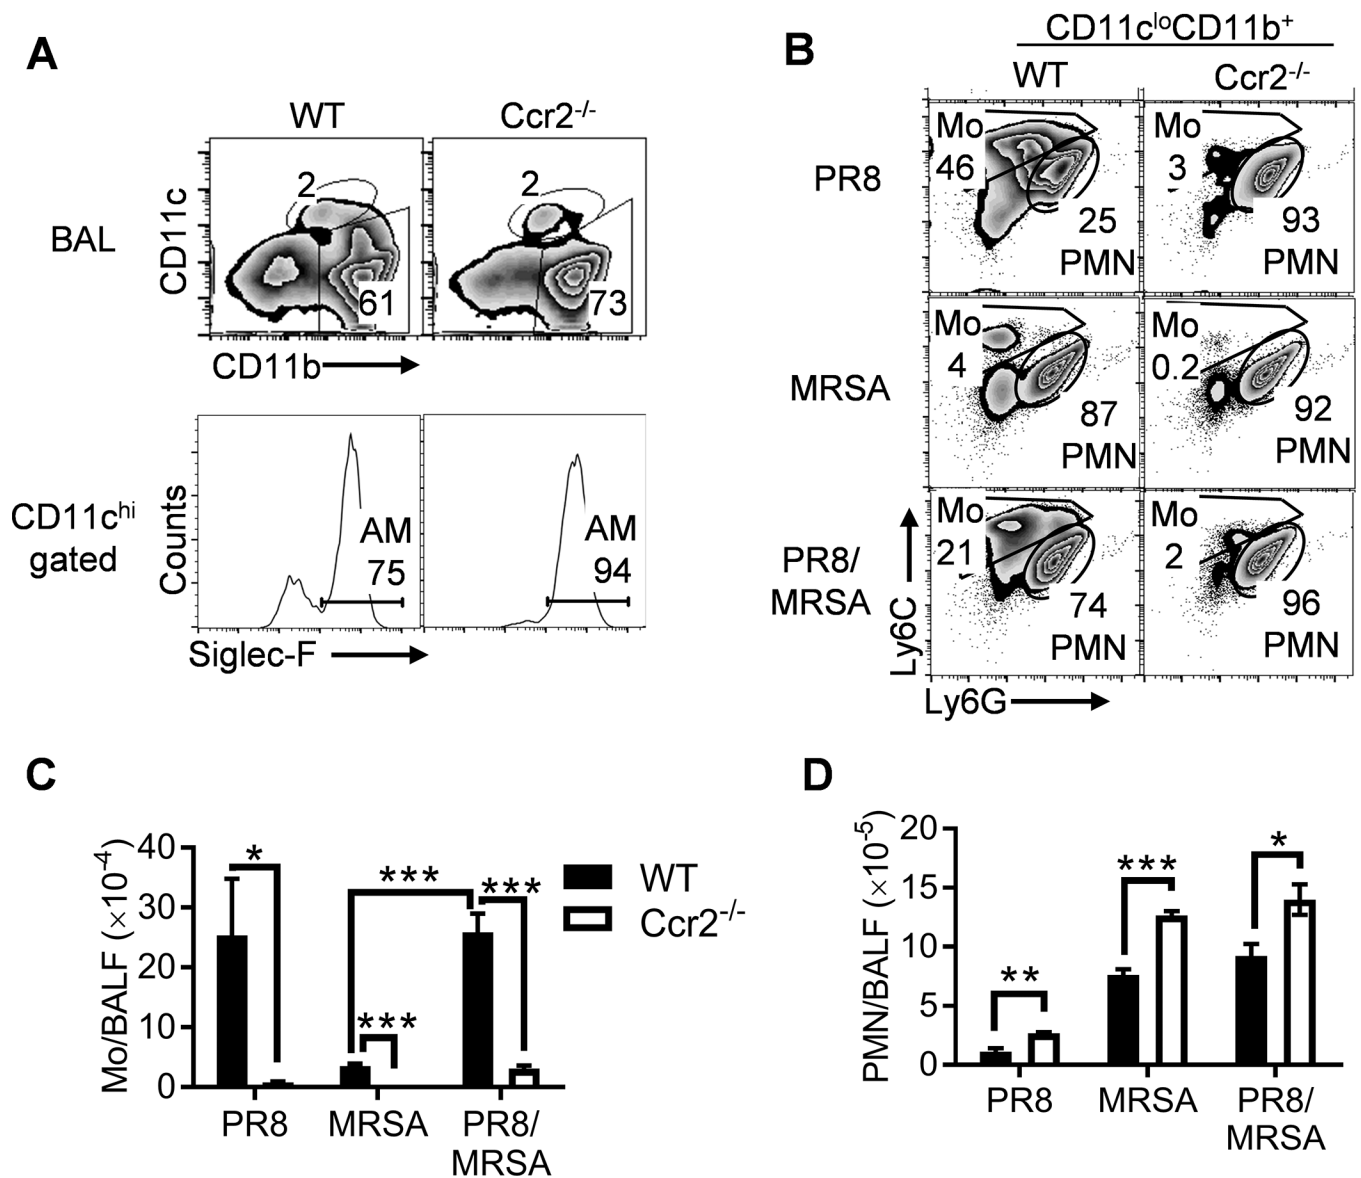 A
WT
Ccr2-/-
BAL
CD11c
2
61
2
73
CD11b
CD11chi
gated
Counts
AM
75
AM
94
Siglec-F
B
CD11cloCD11b+
WT
Ccr2-/-
PR8
Mo
46
25
PMN
Mo
3
93
PMN
MRSA
Mo
4
87
PMN
Mo
0.2
92
PMN
PR8/
MRSA
Mo
21
74
PMN
Mo
2
96
PMN
Ly6C
Ly6G
C
Mo/BALF (×10-4)
40
30
20
10
0
*
***
***
***
WT
Ccr2-/-
PR8
MRSA
PR8/
MRSA
D
PMN/BALF (×10-5)
20
15
10
5
0
**
***
*
PR8
MRSA
PR8/
MRSA